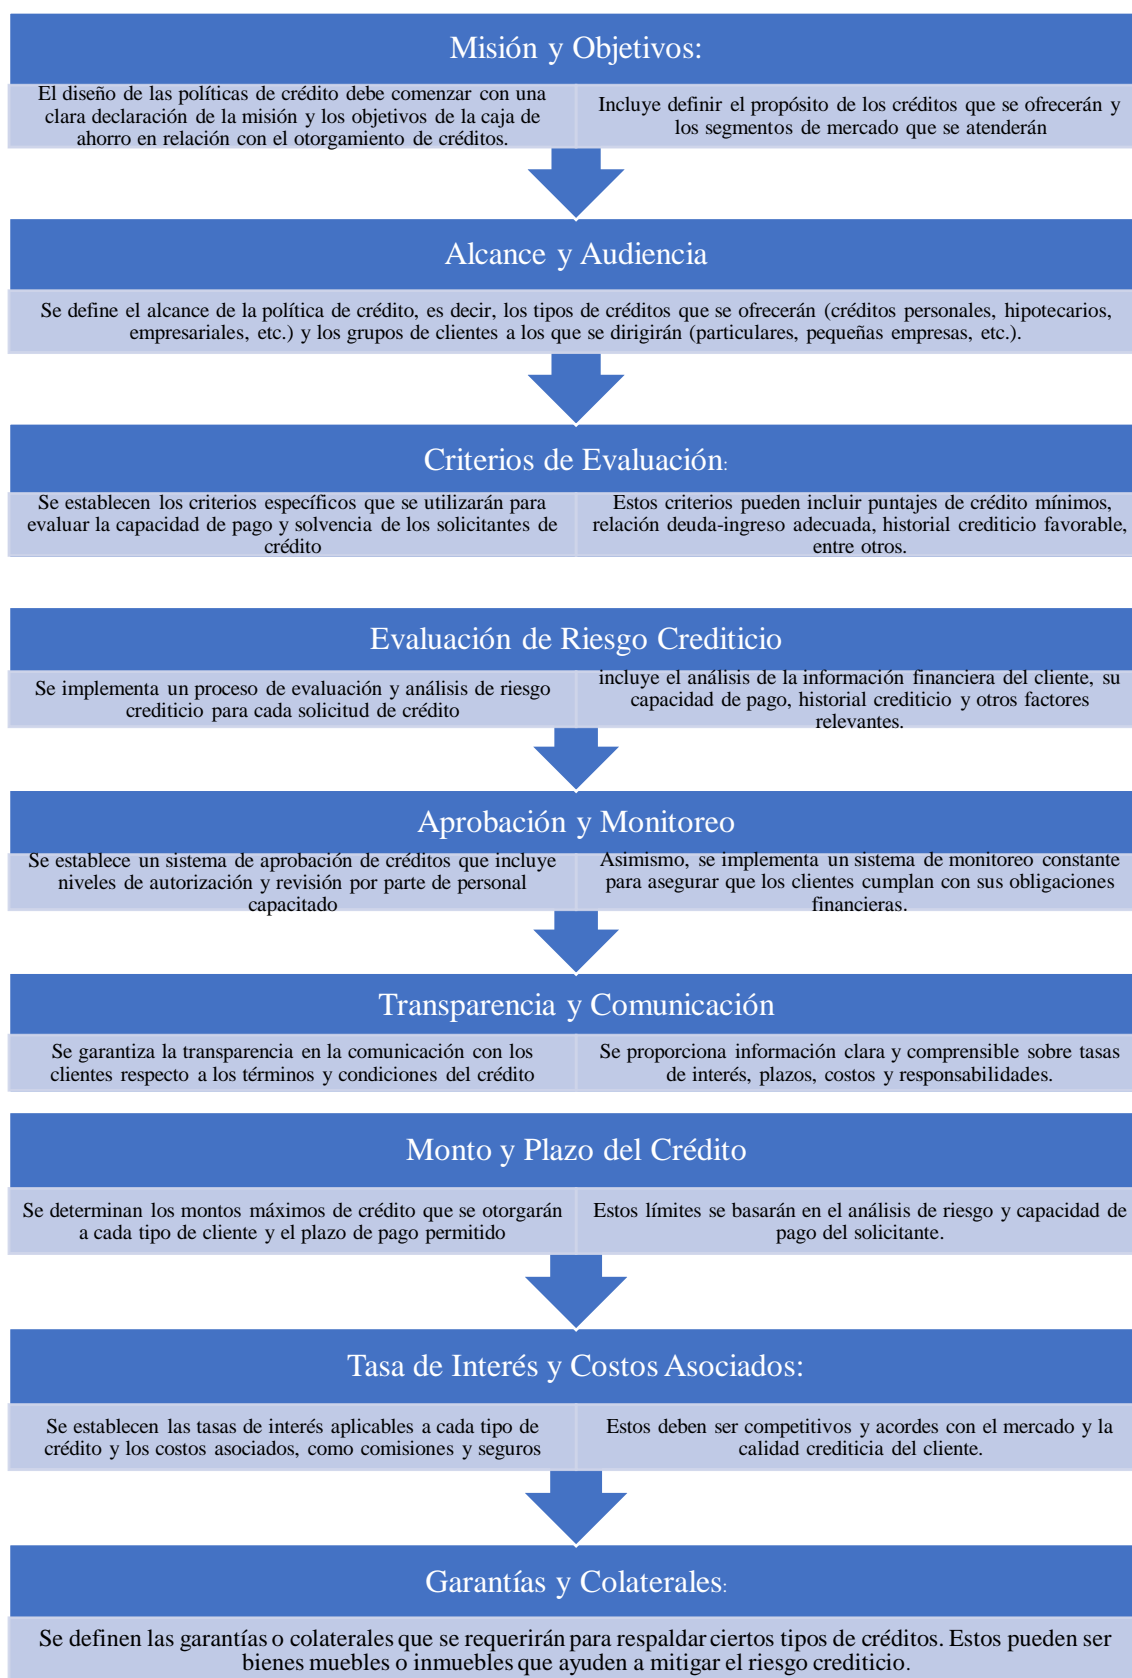 Misión y Objetivos:
El diseño de las políticas de crédito debe comenzar con una
clara declaración de la misión y los objetivos de la caja de
ahorro en relación con el otorgamiento de créditos.
Incluye definir el propósito de los créditos que se ofrecerán y
los segmentos de mercado que se atenderán
Alcance y Audiencia
Se define el alcance de la política de crédito, es decir, los tipos de créditos que se ofrecerán (créditos personales, hipotecarios,
empresariales, etc.) y los grupos de clientes a los que se dirigirán (particulares, pequeñas empresas, etc.).
Criterios de Evaluación:
Se establecen los criterios específicos que se utilizarán para
evaluar la capacidad de pago y solvencia de los solicitantes de
crédito
Estos criterios pueden incluir puntajes de crédito mínimos,
relación deuda-ingreso adecuada, historial crediticio favorable,
entre otros.
Evaluación de Riesgo Crediticio
Se implementa un proceso de evaluación y análisis de riesgo
crediticio para cada solicitud de crédito
incluye el análisis de la información financiera del cliente, su
capacidad de pago, historial crediticio y otros factores
relevantes.
Aprobación y Monitoreo
Se establece un sistema de aprobación de créditos que incluye
niveles de autorización y revisión por parte de personal
capacitado
Asimismo, se implementa un sistema de monitoreo constante
para asegurar que los clientes cumplan con sus obligaciones
financieras.
Transparencia y Comunicación
Se garantiza la transparencia en la comunicación con los
clientes respecto a los términos y condiciones del crédito
Se proporciona información clara y comprensible sobre tasas
de interés, plazos, costos y responsabilidades.
Monto y Plazo del Crédito
Se determinan los montos máximos de crédito que se otorgarán
a cada tipo de cliente y el plazo de pago permitido
Estos límites se basarán en el análisis de riesgo y capacidad de
pago del solicitante.
Tasa de Interés y Costos Asociados:
Se establecen las tasas de interés aplicables a cada tipo de
crédito y los costos asociados, como comisiones y seguros
Estos deben ser competitivos y acordes con el mercado y la
calidad crediticia del cliente.
Garantías y Colaterales:
Se definen las garantías o colaterales que se requerirán para respaldar ciertos tipos de créditos. Estos pueden ser
bienes muebles o inmuebles que ayuden a mitigar el riesgo crediticio.